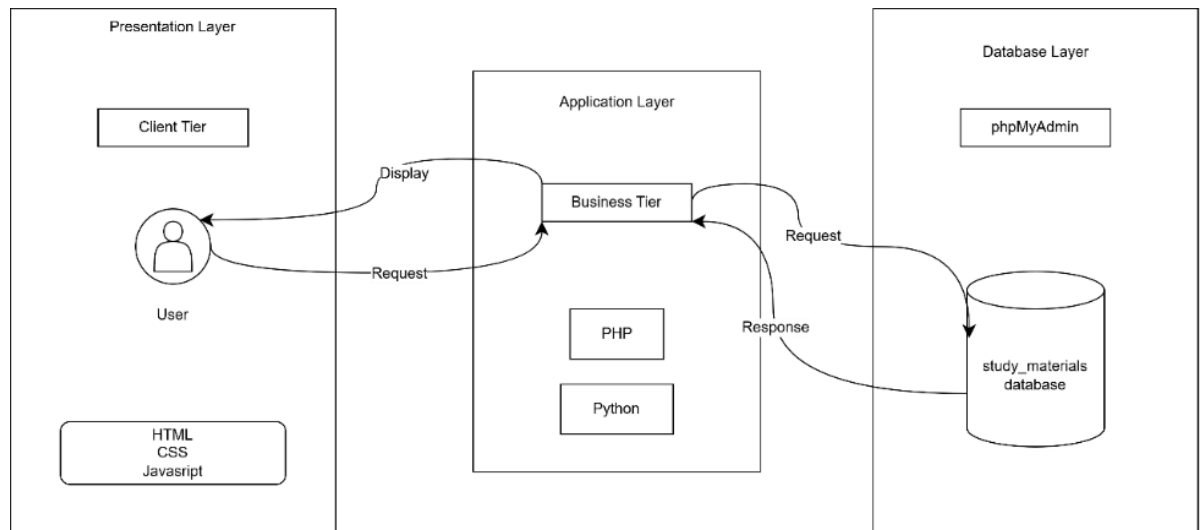 Presentation Layer
Client Tier
User
HTML
CSS
Javasript
Display
Request
Application Layer
Business Tier
PHP
Python
Request
Response
Database Layer
phpMyAdmin
study_materials
database